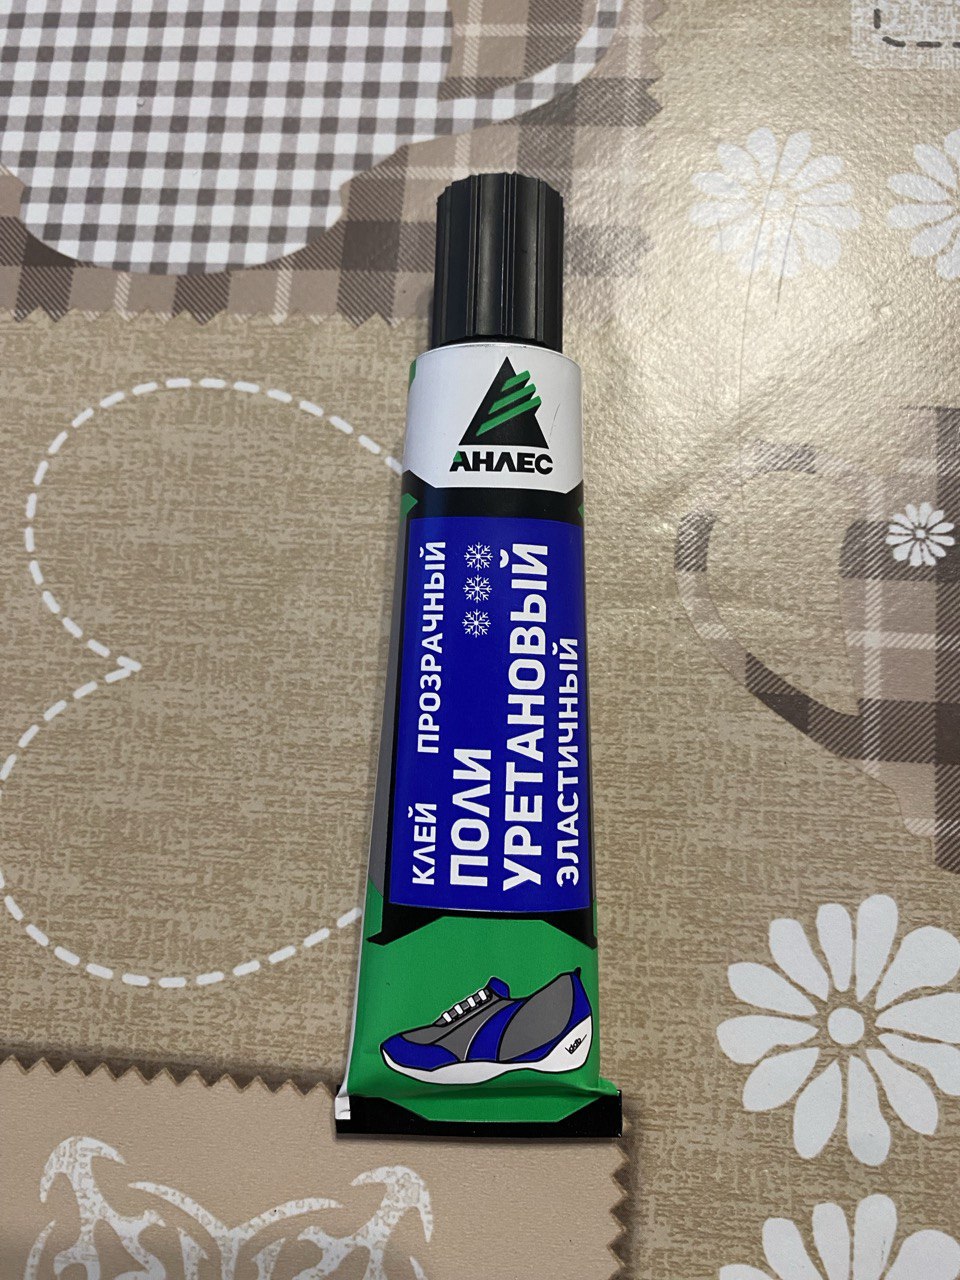 АНЛЕС
КЛЕЙ ПРОЗРАЧНЫЙ
ПОЛИ
УРЕТАНОВЫЙ
ЭЛАСТИЧНЫЙ